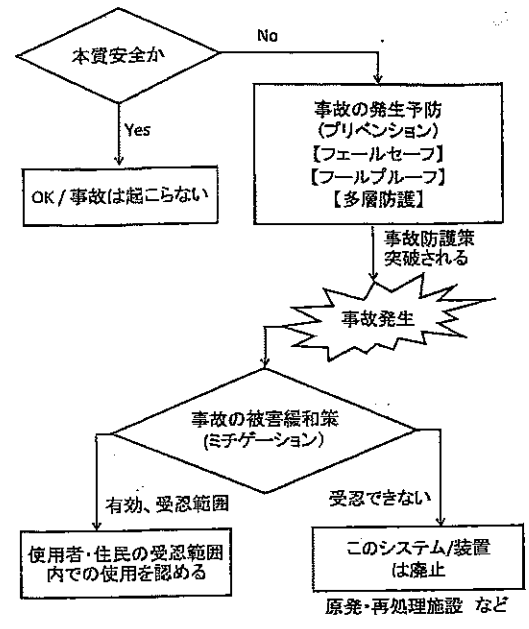 本質安全か
No
Yes
OK / 事故は起こらない
事故の発生予防
(プリベンション)
【フェールセーフ】
【フールプルーフ】
【多層防護】
事故防護策
突破される
事故発生
事故の被害緩和策
(ミチゲーション)
有効、受忍範囲
受忍できない
使用者・住民の受忍範囲
内での使用を認める
このシステム/装置
は廃止
原発・再処理施設 など